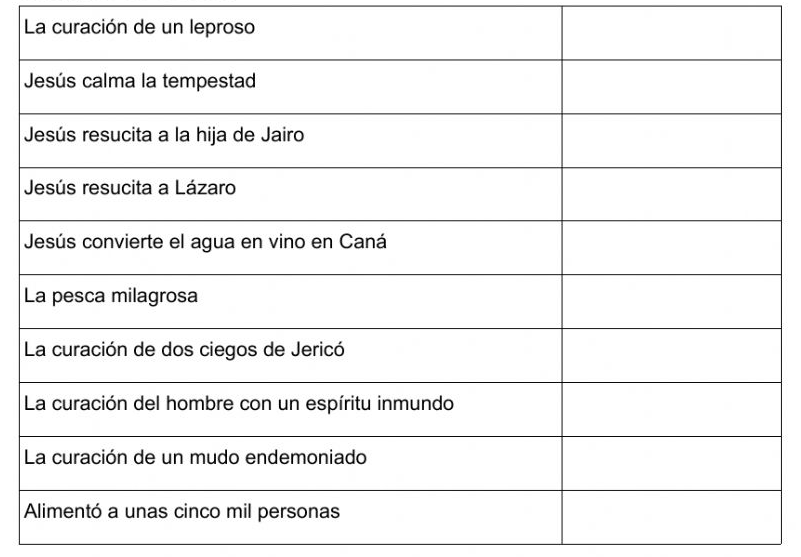 La curación de un leproso
Jesús calma la tempestad
Jesús resucita a la hija de Jairo
Jesús resucita a Lázaro
Jesús convierte el agua en vino en Caná
La pesca milagrosa
La curación de dos ciegos de Jericó
La curación del hombre con un espíritu inmundo
La curación de un mudo endemoniado
Alimentó a unas cinco mil personas